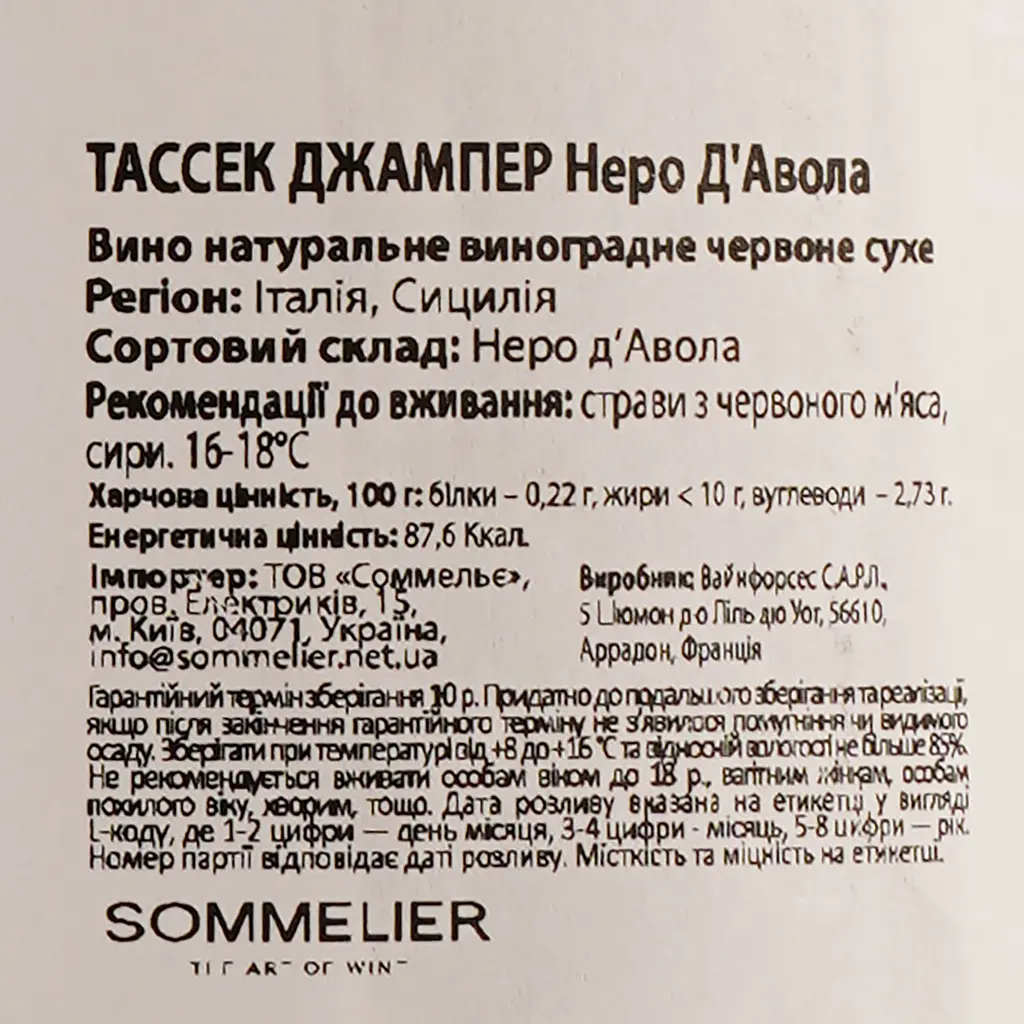 ТАССЕК ДЖАМПЕР Неро Д'Авола
Вино натуральне виноградне червоне сухе
Регіон: Італія, Сицилія
Сортовий склад: Неро д'Авола
Рекомендації до вживання: страви з червоного м'яса,
сири. 16-18°C
Харчова цінність, 100 г: білки – 0,22 г, жири < 10 г, вуглеводи – 2,73 г.
Енергетична цінність: 87,6 Ккал.
Імпортер: ТОВ «Соммельє»,
пров. Електриків, 15,
м. Київ, 04071, Україна,
info@sommelier.net.ua
Виробник: Вайнфорсес С.А.Р.Л.,
5 Шюмон д-о Ліль дю Уог, 56610,
Аррадон, Франція
Гарантійний термін зберігання 10 р. Придатно до подальшого зберігання та реалізації,
якщо після закінчення гарантійного терміну не з'явилося помутніння чи видимого
осаду. Зберігати при температурі від +8 до +16 °C та відносній вологості не більше 85%.
Не рекомендується вживати особам віком до 18 р., вагітним жінкам, особам
похилого віку, хворим, тощо. Дата розливу вказана на етикетці у вигляді
L-коду, де 1-2 цифри — день місяця, 3-4 цифри - місяць, 5-8 цифри — рік.
Номер партії відповідає даті розливу. Місткість та міцність на етикетці.
SOMMELIER
THE ART OF WINE